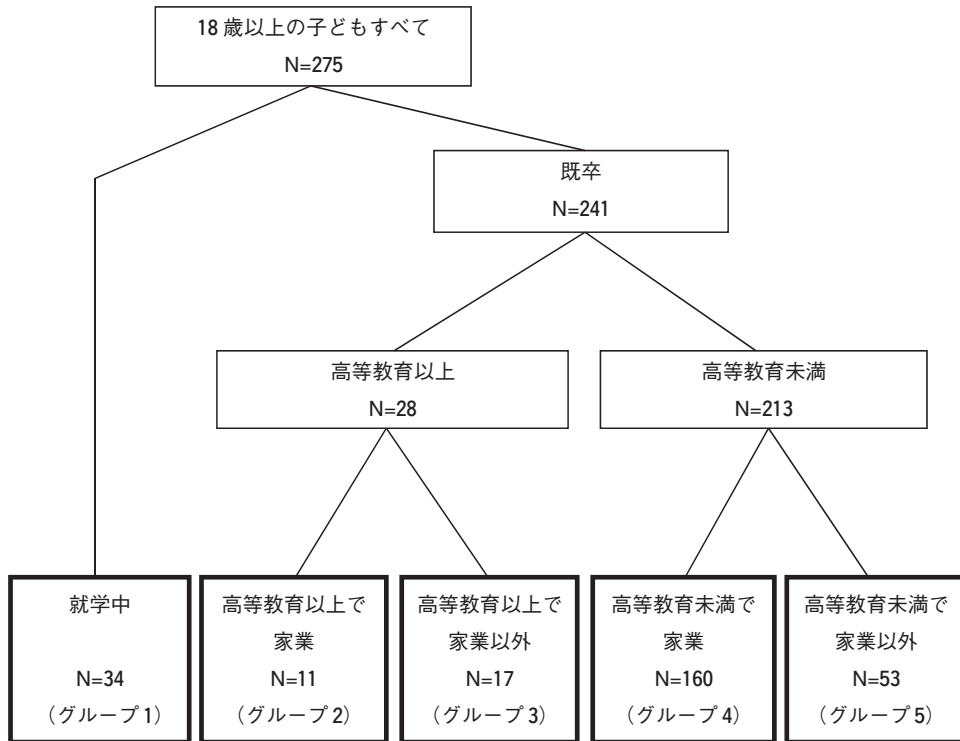 18 歳以上の子どもすべて
N=275
既卒
N=241
高等教育以上
N=28
高等教育未満
N=213
就学中
N=34
（グループ 1）
高等教育以上で
家業
N=11
（グループ 2）
高等教育以上で
家業以外
N=17
（グループ 3）
高等教育未満で
家業
N=160
（グループ 4）
高等教育未満で
家業以外
N=53
（グループ 5）